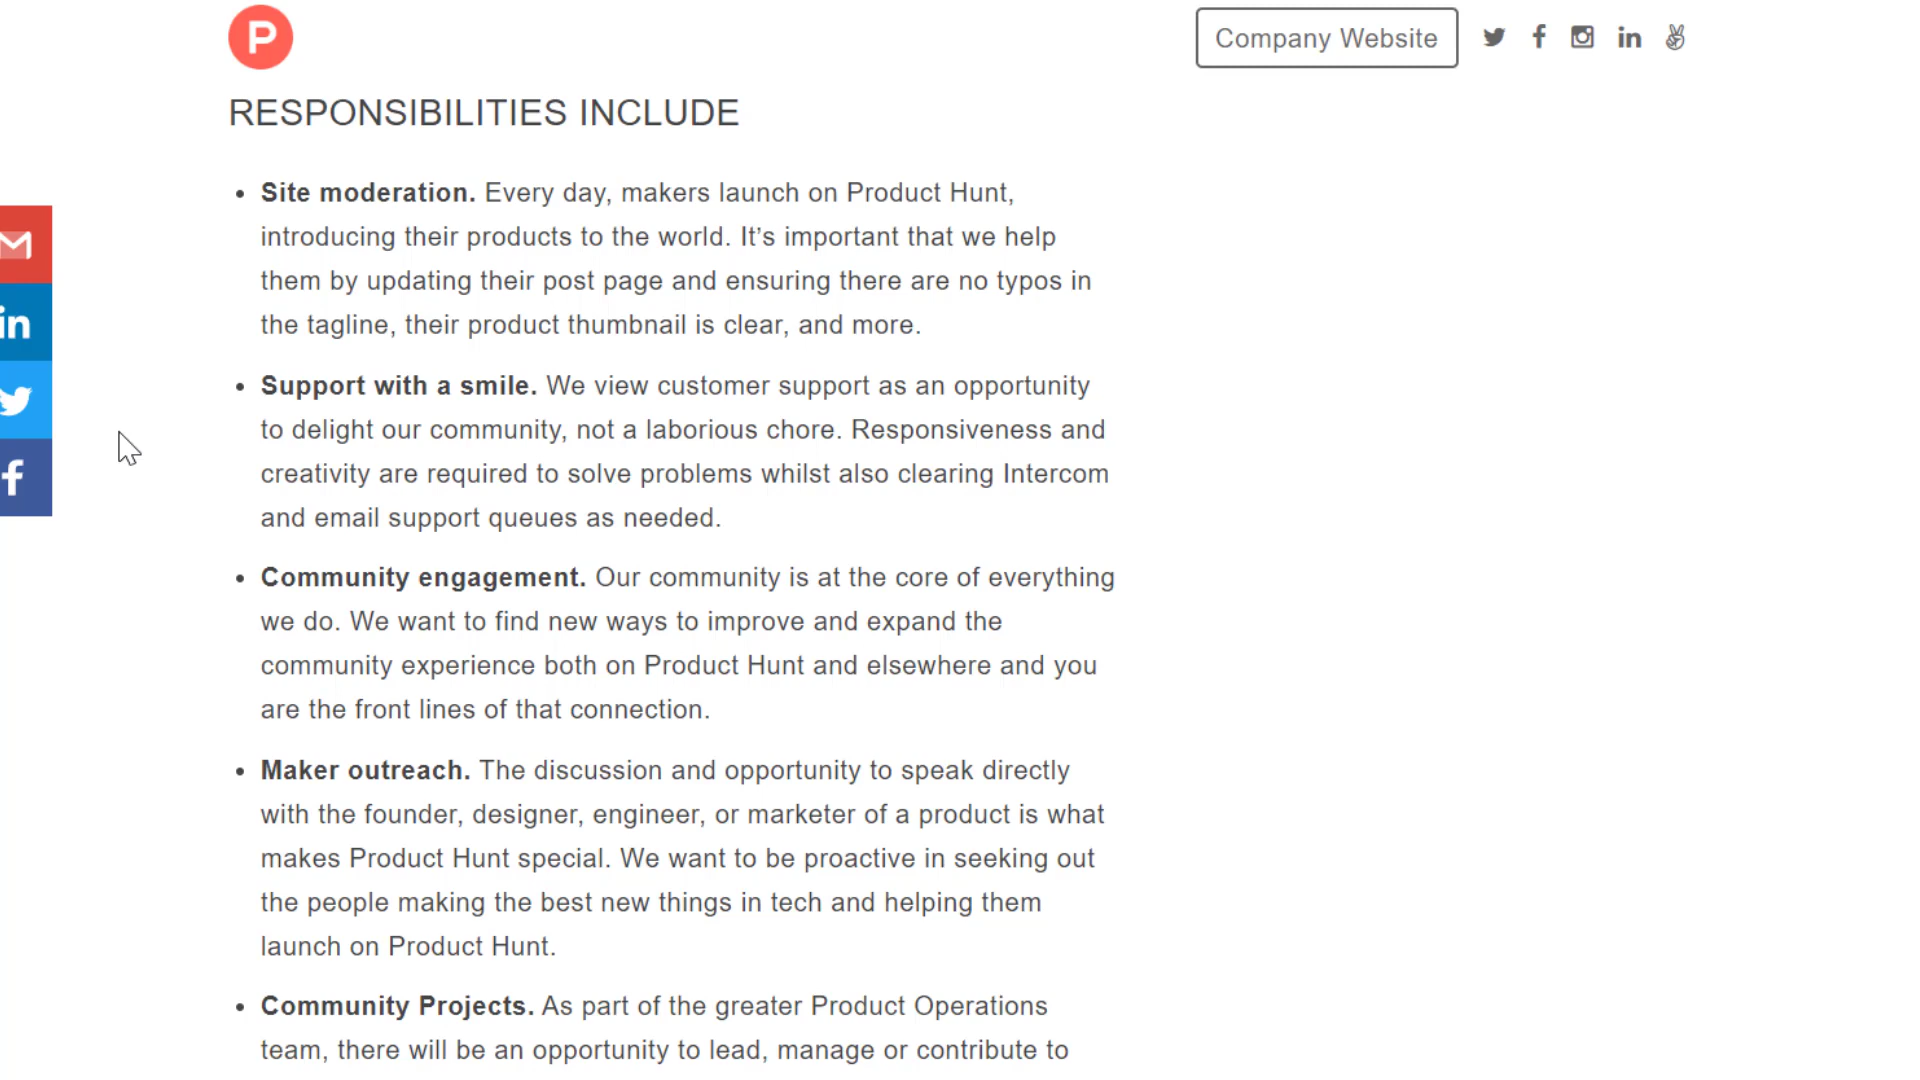 P
Company Website
RESPONSIBILITIES INCLUDE
Site moderation. Every day, makers launch on Product Hunt,
introducing their products to the world. It’s important that we help
them by updating their post page and ensuring there are no typos in
the tagline, their product thumbnail is clear, and more.
Support with a smile. We view customer support as an opportunity
to delight our community, not a laborious chore. Responsiveness and
creativity are required to solve problems whilst also clearing Intercom
and email support queues as needed.
Community engagement. Our community is at the core of everything
we do. We want to find new ways to improve and expand the
community experience both on Product Hunt and elsewhere and you
are the front lines of that connection.
Maker outreach. The discussion and opportunity to speak directly
with the founder, designer, engineer, or marketer of a product is what
makes Product Hunt special. We want to be proactive in seeking out
the people making the best new things in tech and helping them
launch on Product Hunt.
Community Projects. As part of the greater Product Operations
team, there will be an opportunity to lead, manage or contribute to